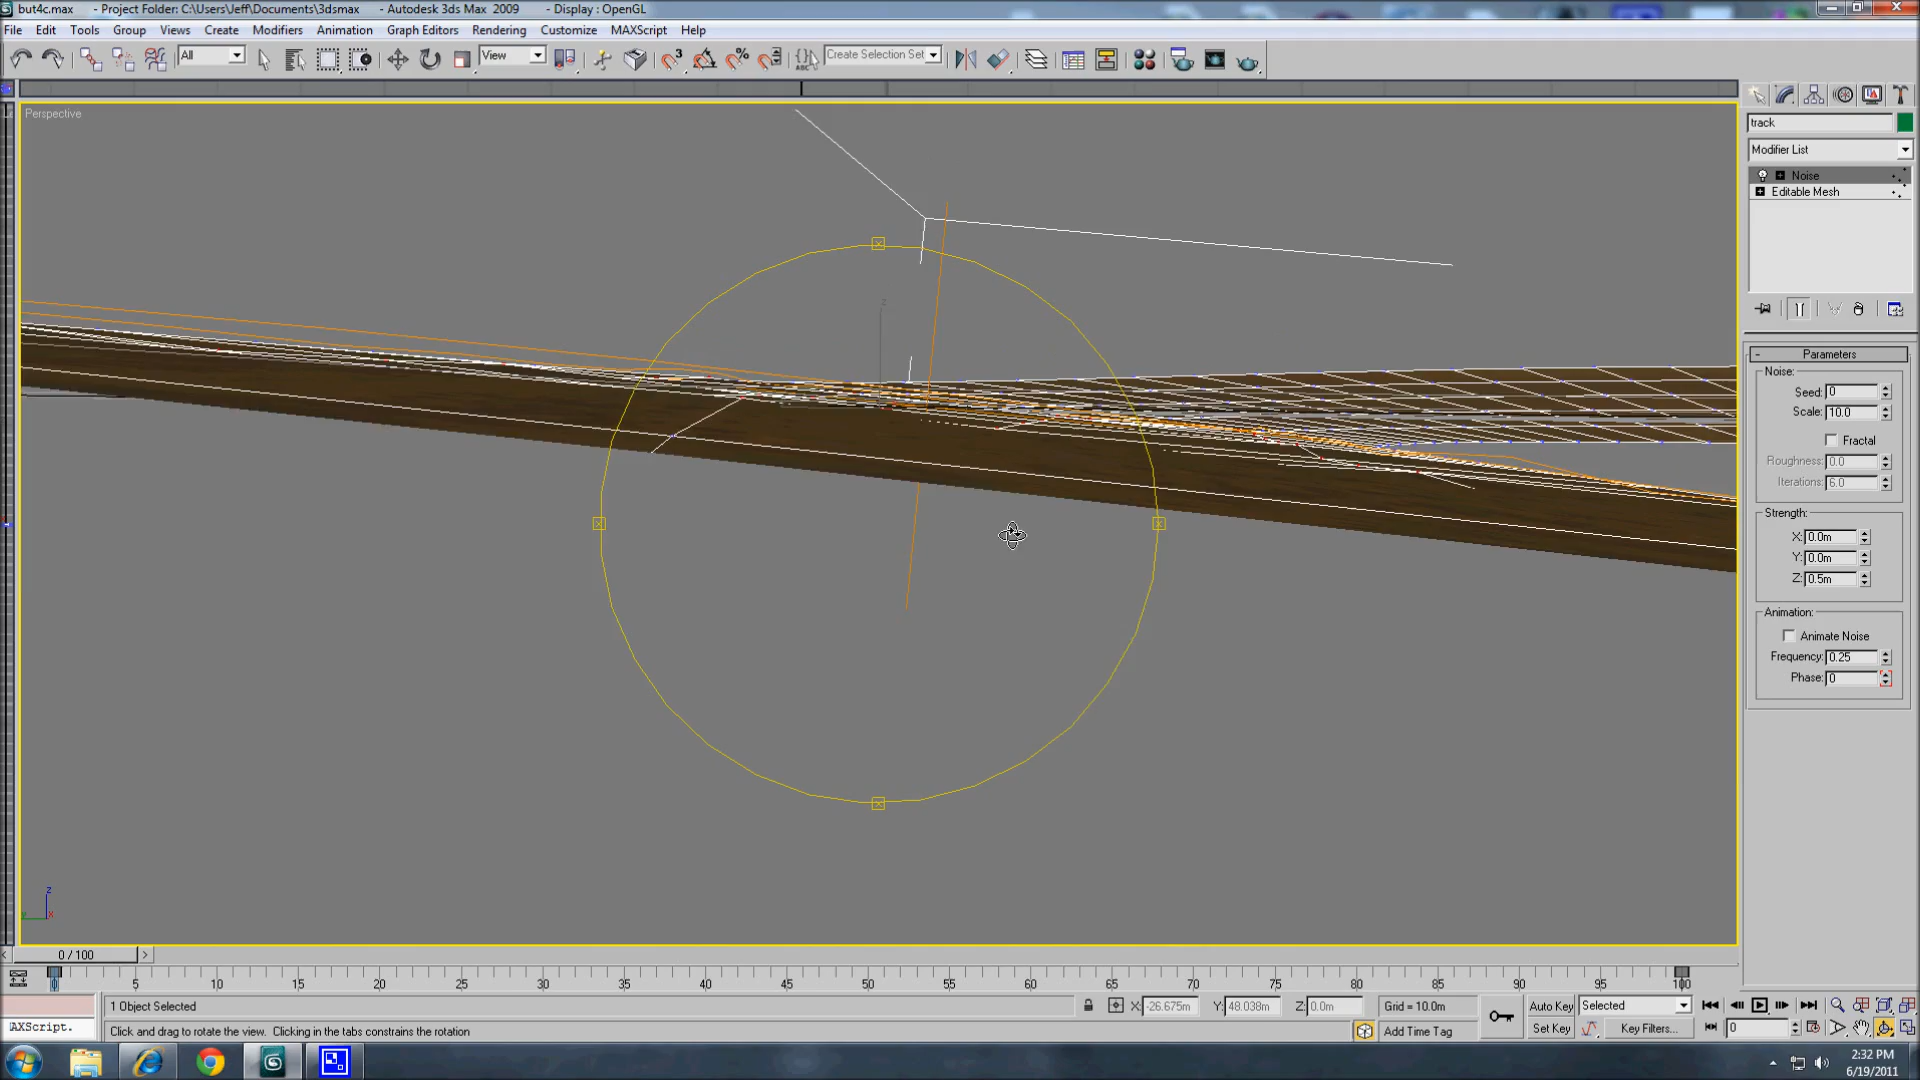 but4c.max - Project Folder: C:\Users\Jeff\Documents\3dsmax - Autodesk 3ds Max 2009 - Display : OpenGL
File Edit Tools Group Views Create Modifiers Animation Graph Editors Rendering Customize MAXScript Help
All View Create Selection Set
Perspective
track
Modifier List
Noise
Editable Mesh
- Parameters
Noise:
Seed: 0
Scale: 10.0
Fractal
Roughness: 0.0
Iterations: 6.0
Strength:
X: 0.0m
Y: 0.0m
Z: 0.5m
Animation:
Animate Noise
Frequency: 0.25
Phase: 0
z
z
x
y
0 / 100
0 5 10 15 20 25 30 35 40 45 50 55 60 65 70 75 80 85 90 95 100
1 Object Selected X: -26.675m Y: 48.038m Z: 0.0m Grid = 10.0m Auto Key Selected
AXScript. Click and drag to rotate the view. Clicking in the tabs constrains the rotation Add Time Tag Set Key Key Filters... 0
2:32 PM
6/19/2011